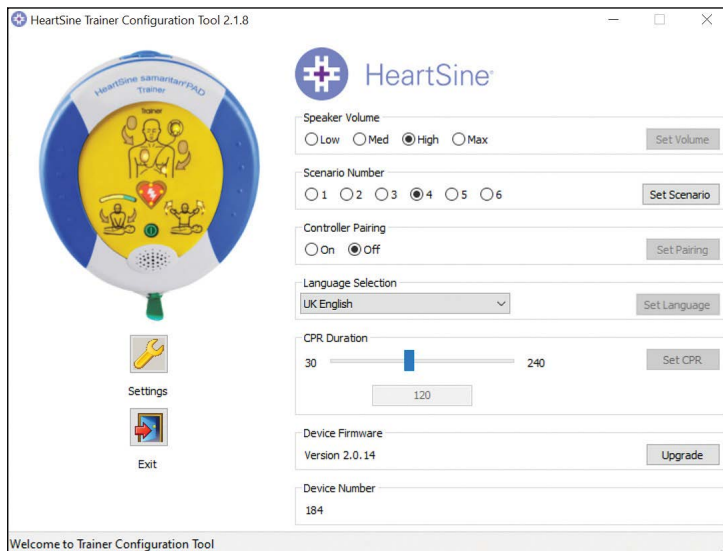 HeartSine Trainer Configuration Tool 2.1.8
HeartSine samaritan PAD
Trainer
Trainer
HeartSine
Speaker Volume
Low Med High Max
Set Volume
Scenario Number
1 2 3 4 5 6
Set Scenario
Controller Pairing
On Off
Set Pairing
Language Selection
UK English
Set Language
CPR Duration
30 240
Set CPR
120
Device Firmware
Version 2.0.14
Upgrade
Device Number
184
Settings
Exit
Welcome to Trainer Configuration Tool